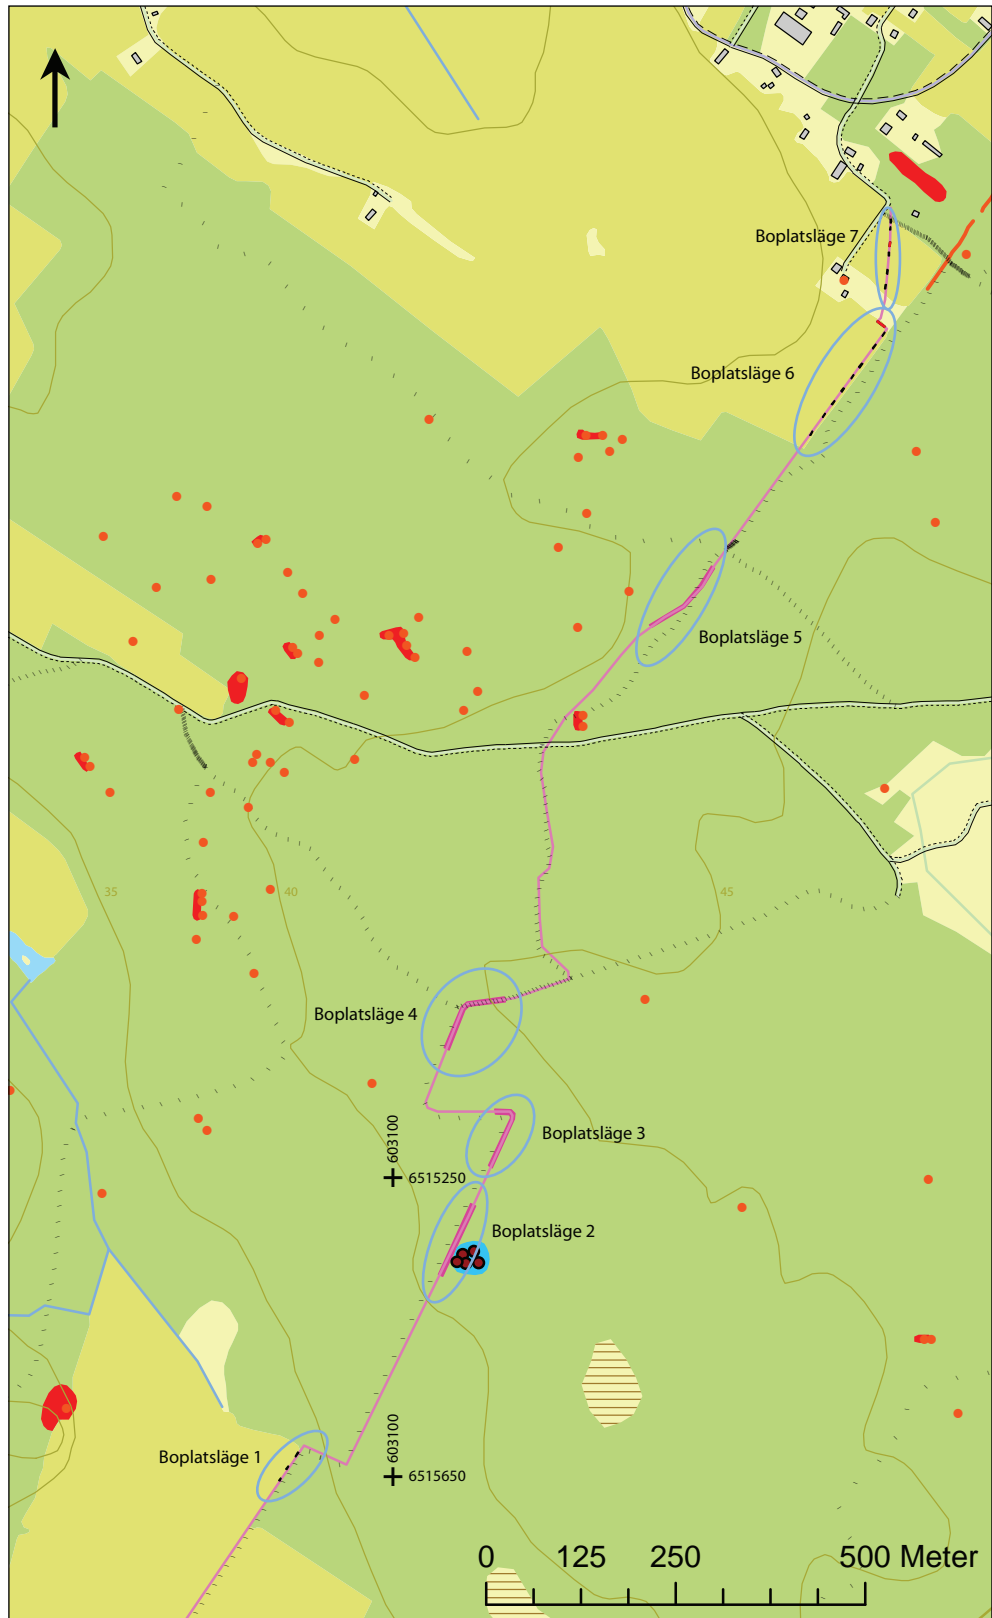 Boplatsläge 7
Boplatsläge 6
Boplatsläge 5
35
40
45
Boplatsläge 4
Boplatsläge 3
603100
6515250
Boplatsläge 2
603100
Boplatsläge 1
6515650
0 125 250 500 Meter